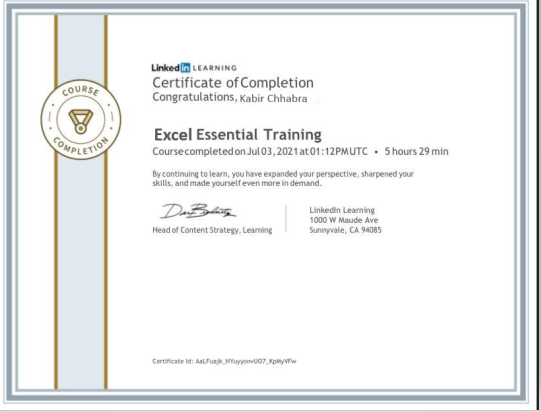 COURSE
COMPLETION
Linked in LEARNING
Certificate of Completion
Congratulations, Kabir Chhabra
Excel Essential Training
Course completed on Jul 03, 2021 at 01:12PM UTC • 5 hours 29 min
By continuing to learn, you have expanded your perspective, sharpened your
skills, and made yourself even more in demand.
Head of Content Strategy, Learning
LinkedIn Learning
1000 W Maude Ave
Sunnyvale, CA 94085
Certificate Id: AaLFuajk_HYuyyonvUO7_KpMyVFw